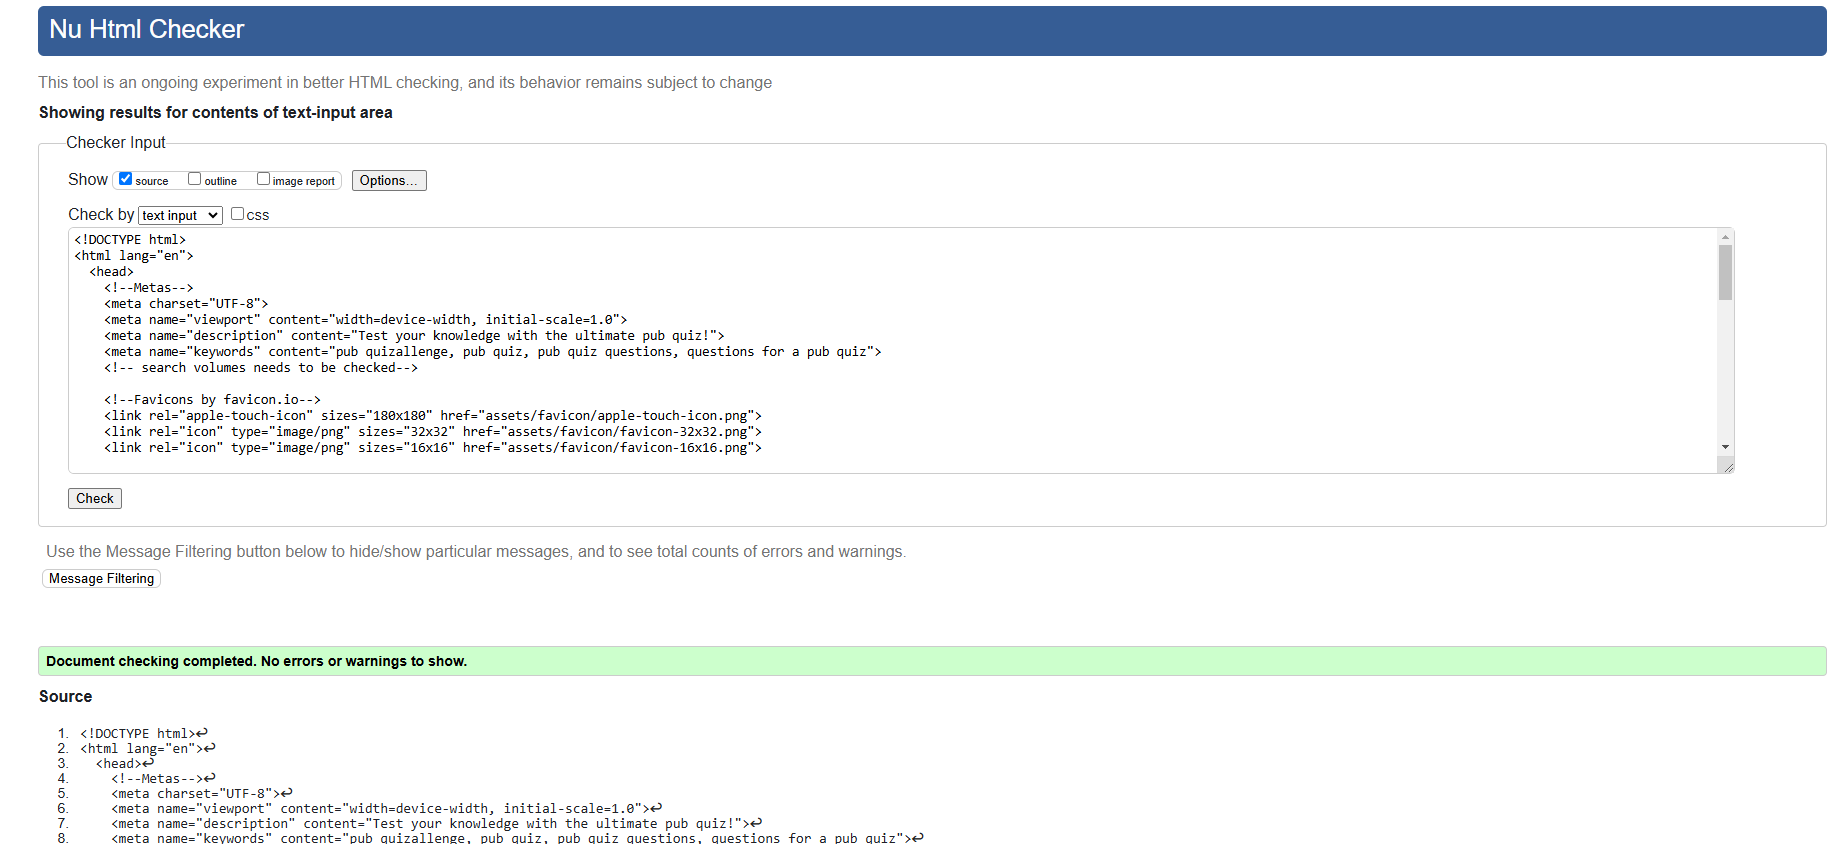 Nu Html Checker
This tool is an ongoing experiment in better HTML checking, and its behavior remains subject to change
Showing results for contents of text-input area
Checker Input
Show source outline image report Options...
Check by text input css
<!DOCTYPE html>
<html lang="en">
  <head>
    <!--Metas-->
    <meta charset="UTF-8">
    <meta name="viewport" content="width=device-width, initial-scale=1.0">
    <meta name="description" content="Test your knowledge with the ultimate pub quiz!">
    <meta name="keywords" content="pub quizallenge, pub quiz, pub quiz questions, questions for a pub quiz">
    <!-- search volumes needs to be checked-->
    <!--Favicons by favicon.io-->
    <link rel="apple-touch-icon" sizes="180x180" href="assets/favicon/apple-touch-icon.png">
    <link rel="icon" type="image/png" sizes="32x32" href="assets/favicon/favicon-32x32.png">
    <link rel="icon" type="image/png" sizes="16x16" href="assets/favicon/favicon-16x16.png">
Check
Use the Message Filtering button below to hide/show particular messages, and to see total counts of errors and warnings.
Message Filtering
Document checking completed. No errors or warnings to show.
Source
1. <!DOCTYPE html>↩
2. <html lang="en">↩
3.   <head>↩
4.     <!--Metas-->↩
5.     <meta charset="UTF-8">↩
6.     <meta name="viewport" content="width=device-width, initial-scale=1.0">↩
7.     <meta name="description" content="Test your knowledge with the ultimate pub quiz!">↩
8.     <meta name="keywords" content="pub quizallenge, pub quiz, pub quiz questions, questions for a pub quiz">↩